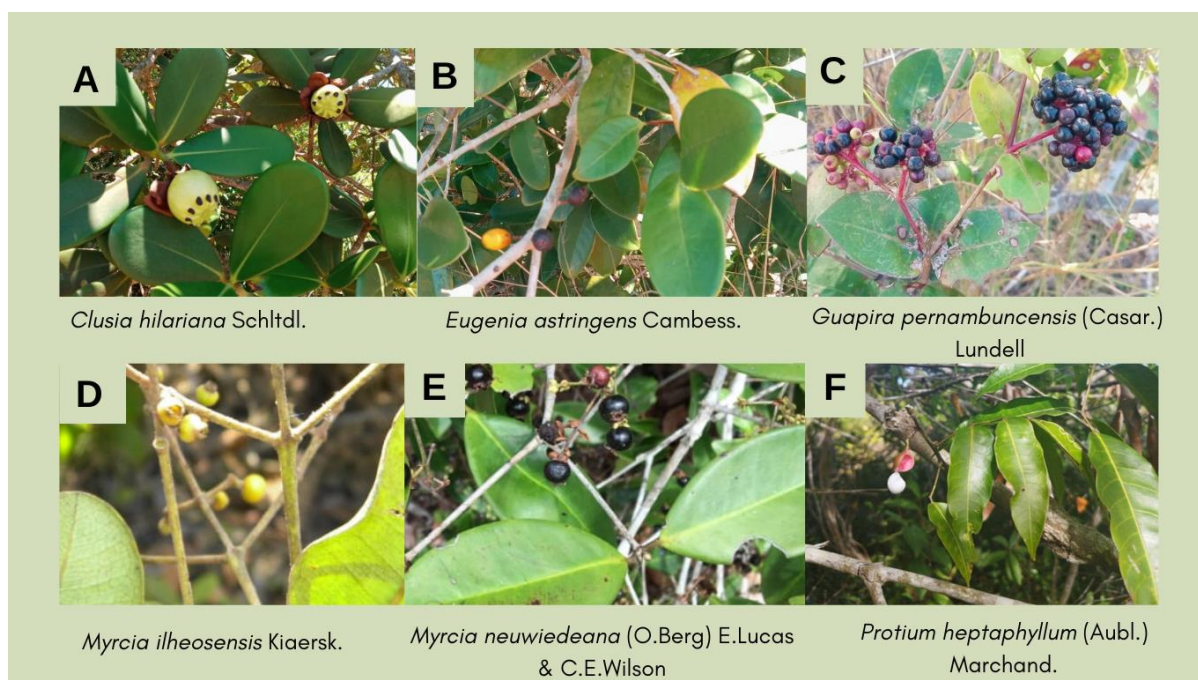 A
B
C
Clusia hilariana Schltdl.
Eugenia astringens Cambess.
Guapira pernambuncensis (Casar.)
Lundell
D
E
F
Myrcia ilheosensis Kiaersk.
Myrcia neuwiedeana (O.Berg) E.Lucas
& C.E.Wilson
Protium heptaphyllum (Aubl.)
Marchand.